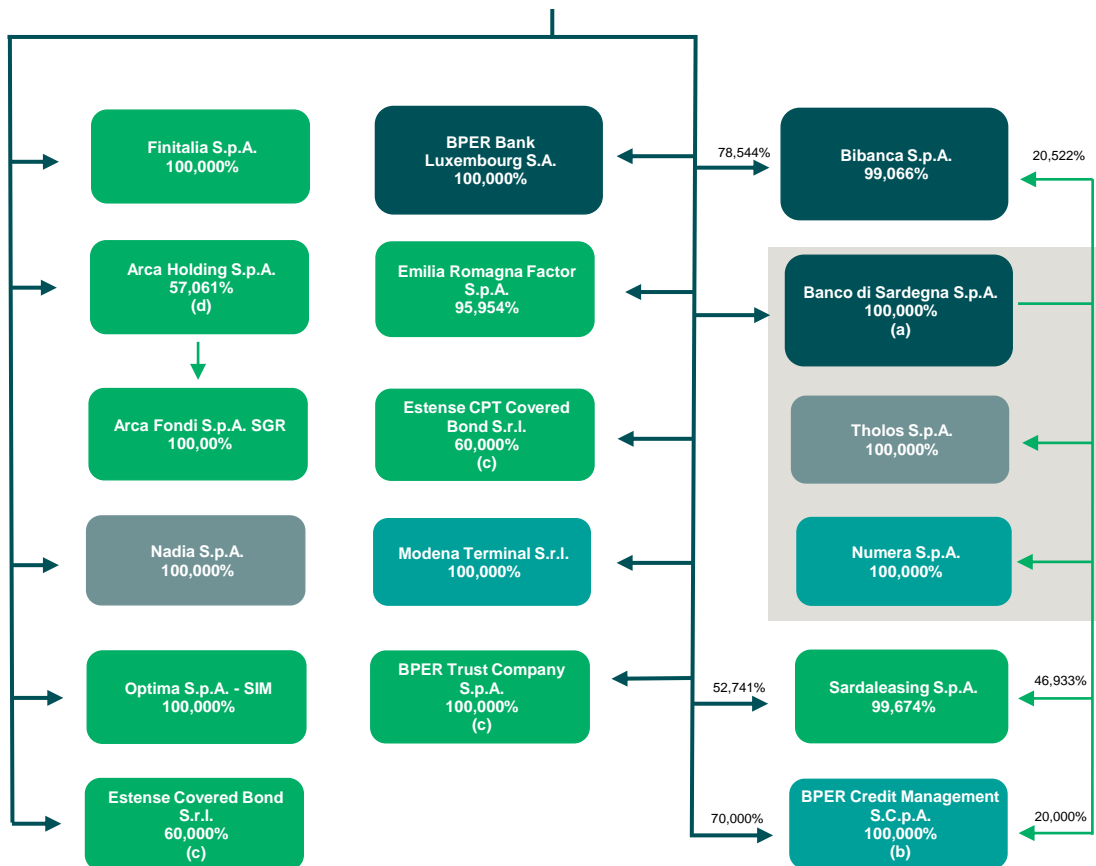 Finitalia S.p.A.
100,000%
BPER Bank
Luxembourg S.A.
100,000%
78,544%
Bibanca S.p.A.
99,066%
20,522%
Arca Holding S.p.A.
57,061%
(d)
Emilia Romagna Factor
S.p.A.
95,954%
Banco di Sardegna S.p.A.
100,000%
(a)
Arca Fondi S.p.A. SGR
100,00%
Estense CPT Covered
Bond S.r.l.
60,000%
(c)
Tholos S.p.A.
100,000%
Nadia S.p.A.
100,000%
Modena Terminal S.r.l.
100,000%
Numera S.p.A.
100,000%
Optima S.p.A. - SIM
100,000%
BPER Trust Company
S.p.A.
100,000%
(c)
52,741%
Sardaleasing S.p.A.
99,674%
46,933%
Estense Covered Bond
S.r.l.
60,000%
(c)
70,000%
BPER Credit Management
S.C.p.A.
100,000%
(b)
20,000%